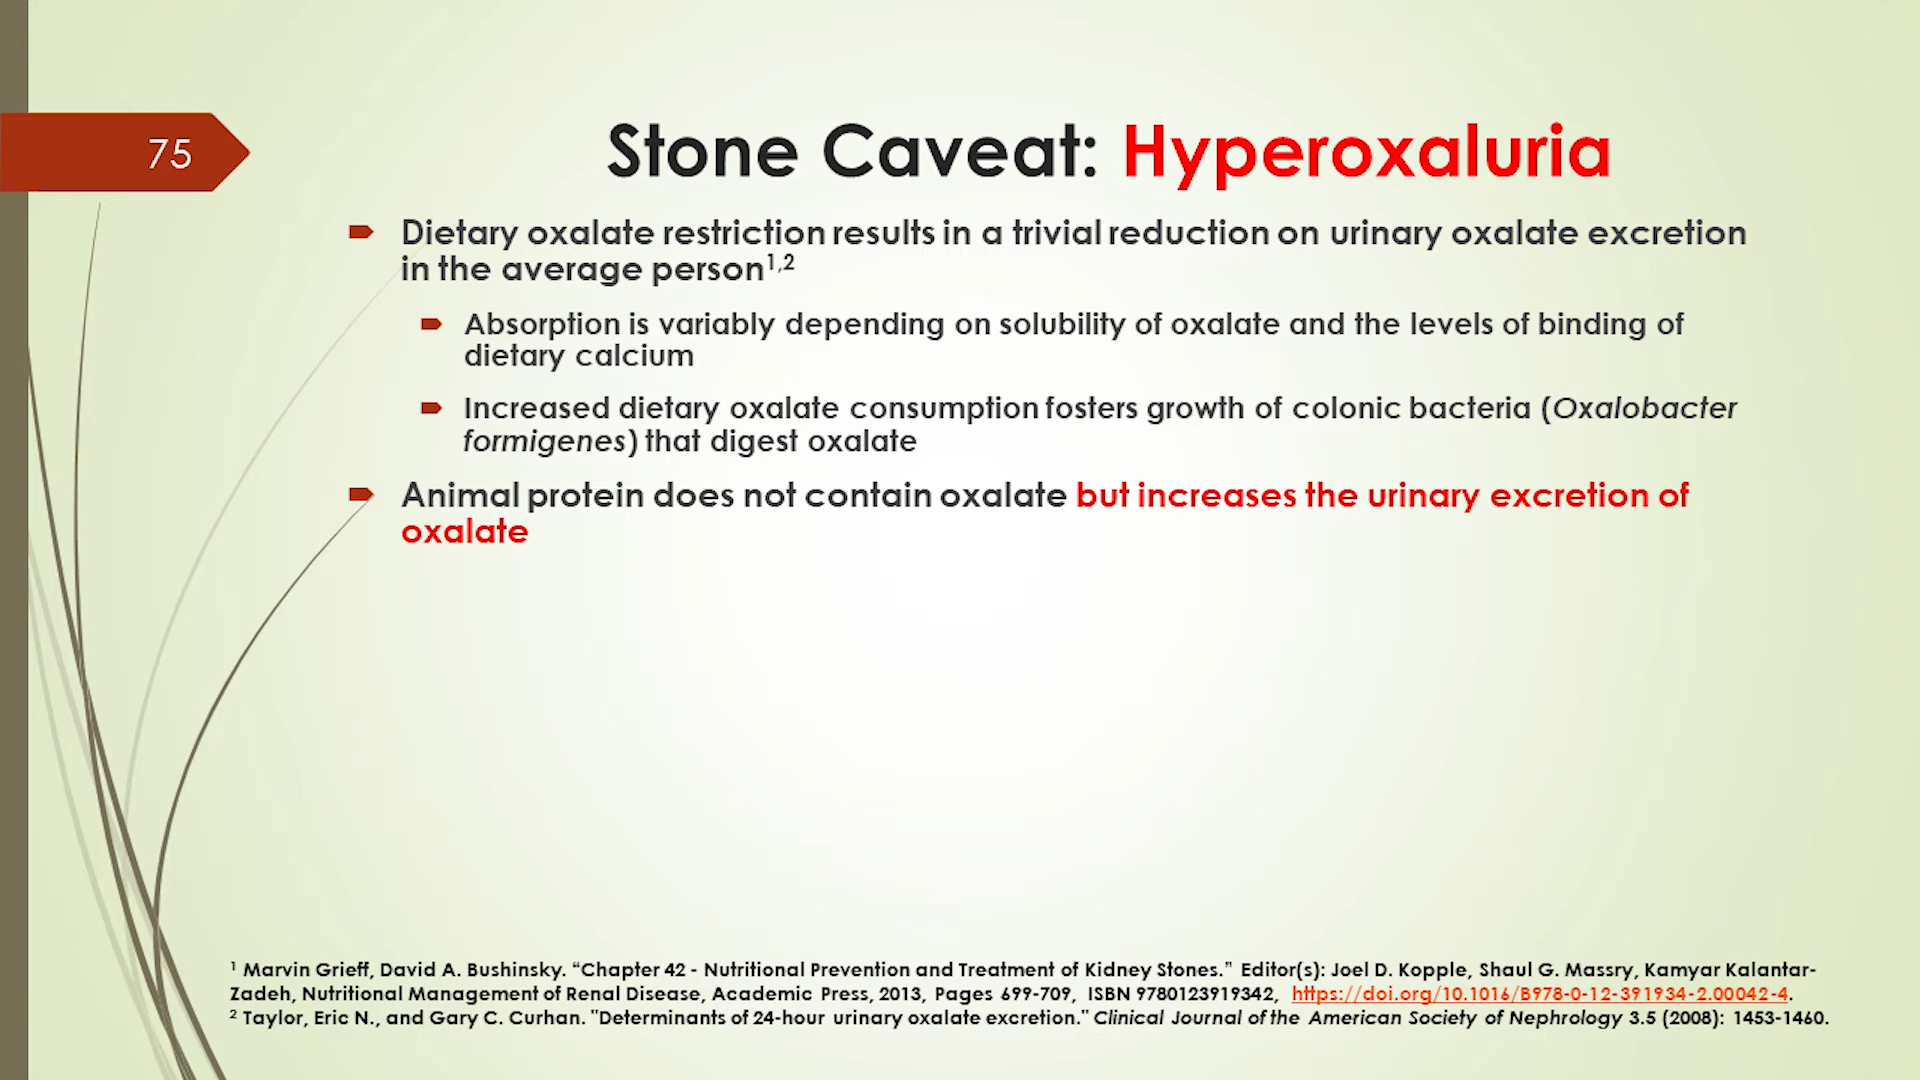 75
Stone Caveat: Hyperoxaluria
Dietary oxalate restriction results in a trivial reduction on urinary oxalate excretion
in the average person1,2
Absorption is variably depending on solubility of oxalate and the levels of binding of
dietary calcium
Increased dietary oxalate consumption fosters growth of colonic bacteria (Oxalobacter
formigenes) that digest oxalate
Animal protein does not contain oxalate but increases the urinary excretion of
oxalate
1 Marvin Grieff, David A. Bushinsky. “Chapter 42 - Nutritional Prevention and Treatment of Kidney Stones.” Editor(s): Joel D. Kopple, Shaul G. Massry, Kamyar Kalantar-
Zadeh, Nutritional Management of Renal Disease, Academic Press, 2013, Pages 699-709, ISBN 9780123919342, https://doi.org/10.1016/B978-0-12-391934-2.00042-4.
2 Taylor, Eric N., and Gary C. Curhan. "Determinants of 24-hour urinary oxalate excretion." Clinical Journal of the American Society of Nephrology 3.5 (2008): 1453-1460.